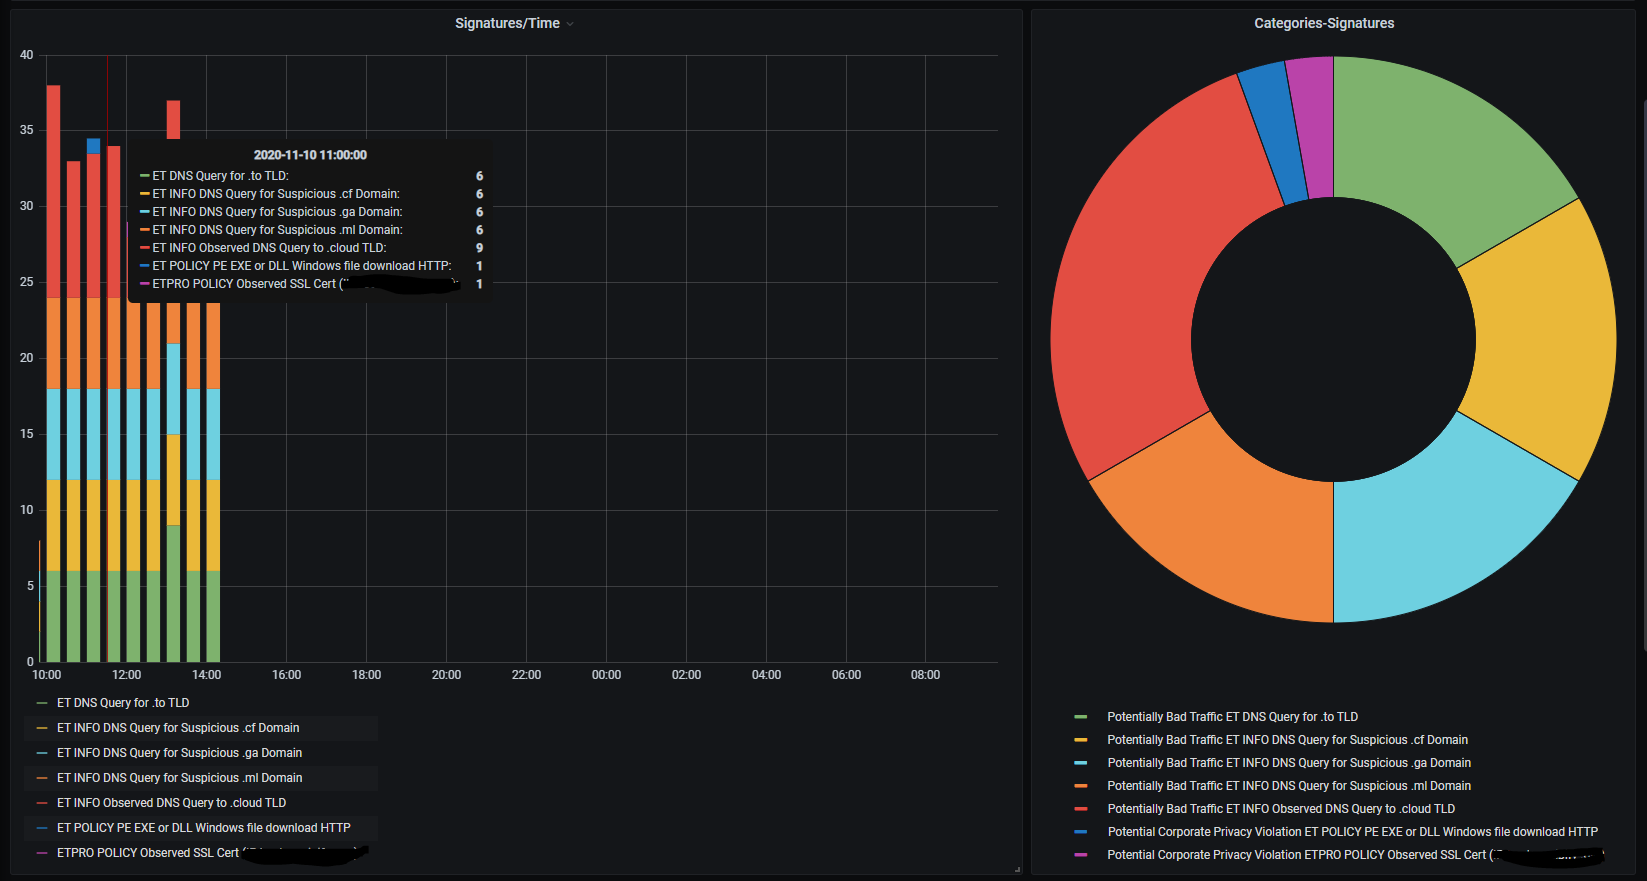 Signatures/Time
40
35
30
25
20
15
10
5
0
10:00 12:00 14:00 16:00 18:00 20:00 22:00 00:00 02:00 04:00 06:00 08:00
2020-11-10 11:00:00
ET DNS Query for .to TLD: 6
ET INFO DNS Query for Suspicious .cf Domain: 6
ET INFO DNS Query for Suspicious .ga Domain: 6
ET INFO DNS Query for Suspicious .ml Domain: 6
ET INFO Observed DNS Query to .cloud TLD: 9
ET POLICY PE EXE or DLL Windows file download HTTP: 1
ETPRO POLICY Observed SSL Cert ( 1
ET DNS Query for .to TLD
ET INFO DNS Query for Suspicious .cf Domain
ET INFO DNS Query for Suspicious .ga Domain
ET INFO DNS Query for Suspicious .ml Domain
ET INFO Observed DNS Query to .cloud TLD
ET POLICY PE EXE or DLL Windows file download HTTP
ETPRO POLICY Observed SSL Cert (
Categories-Signatures
Potentially Bad Traffic ET DNS Query for .to TLD
Potentially Bad Traffic ET INFO DNS Query for Suspicious .cf Domain
Potentially Bad Traffic ET INFO DNS Query for Suspicious .ga Domain
Potentially Bad Traffic ET INFO DNS Query for Suspicious .ml Domain
Potentially Bad Traffic ET INFO Observed DNS Query to .cloud TLD
Potential Corporate Privacy Violation ET POLICY PE EXE or DLL Windows file download HTTP
Potential Corporate Privacy Violation ETPRO POLICY Observed SSL Cert (